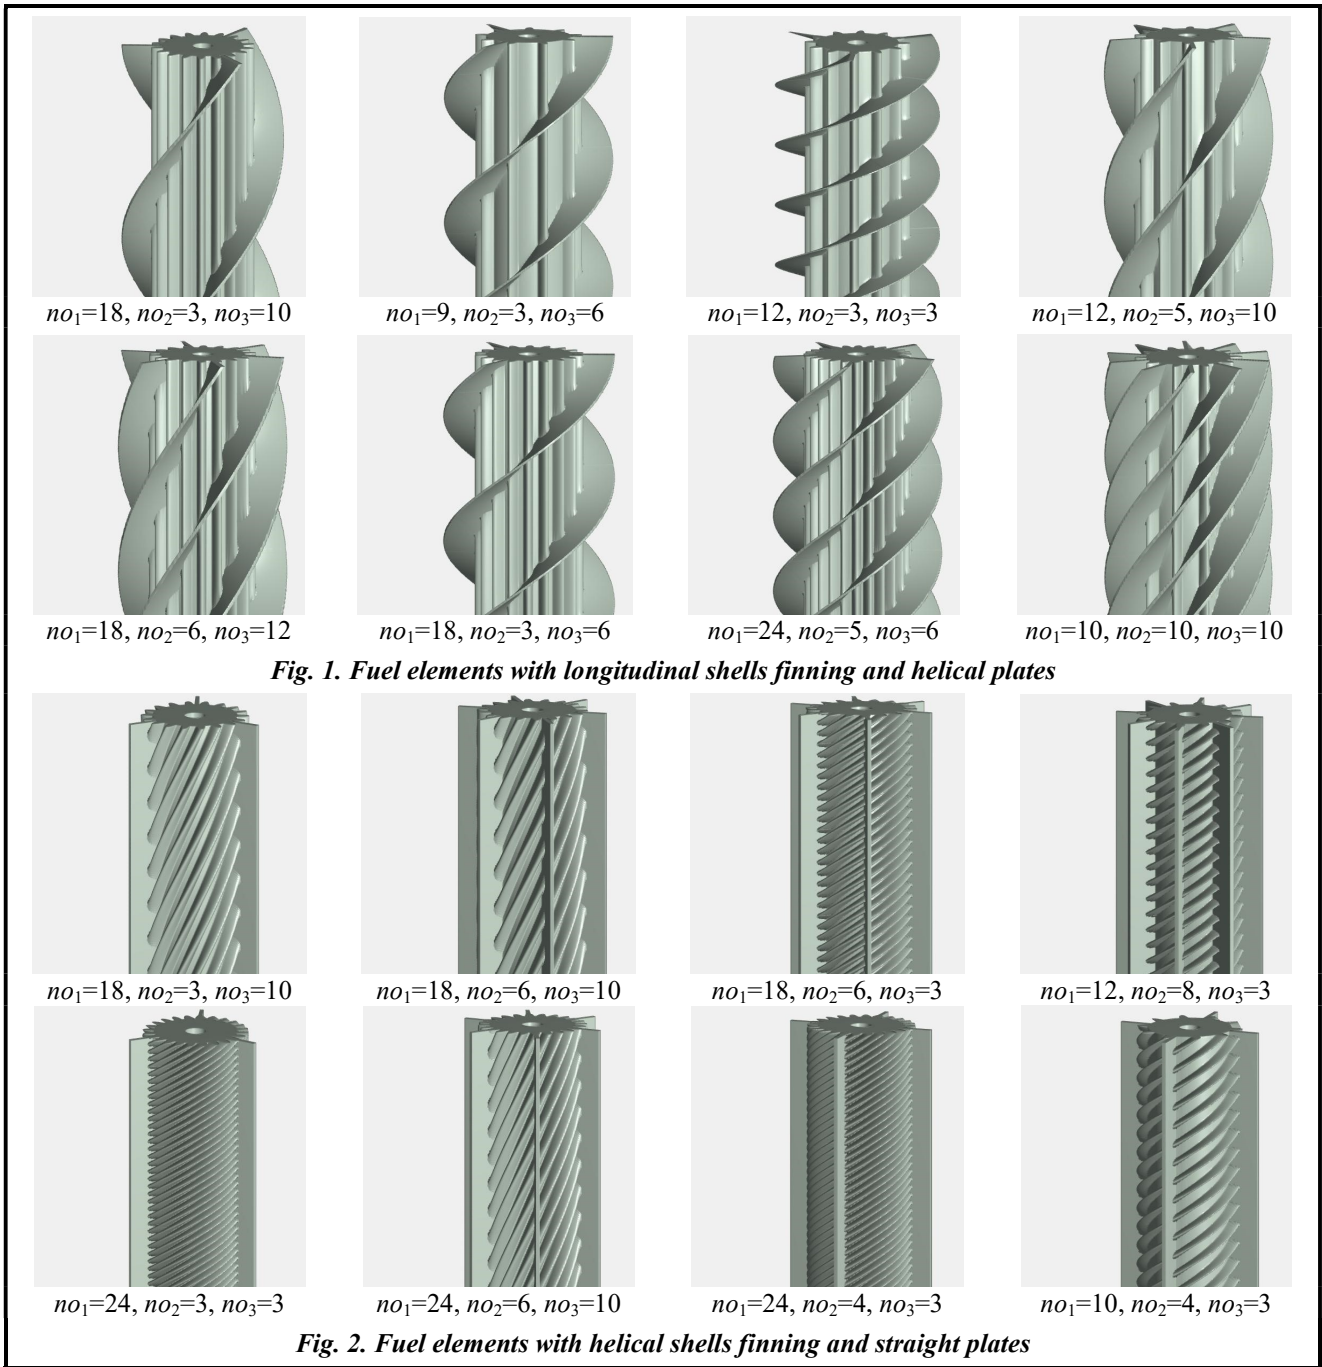 no1=18, no2=3, no3=10
no1=9, no2=3, no3=6
no1=12, no2=3, no3=3
no1=12, no2=5, no3=10
no1=18, no2=6, no3=12
no1=18, no2=3, no3=6
no1=24, no2=5, no3=6
no1=10, no2=10, no3=10
Fig. 1. Fuel elements with longitudinal shells finning and helical plates
no1=18, no2=3, no3=10
no1=18, no2=6, no3=10
no1=18, no2=6, no3=3
no1=12, no2=8, no3=3
no1=24, no2=3, no3=3
no1=24, no2=6, no3=10
no1=24, no2=4, no3=3
no1=10, no2=4, no3=3
Fig. 2. Fuel elements with helical shells finning and straight plates